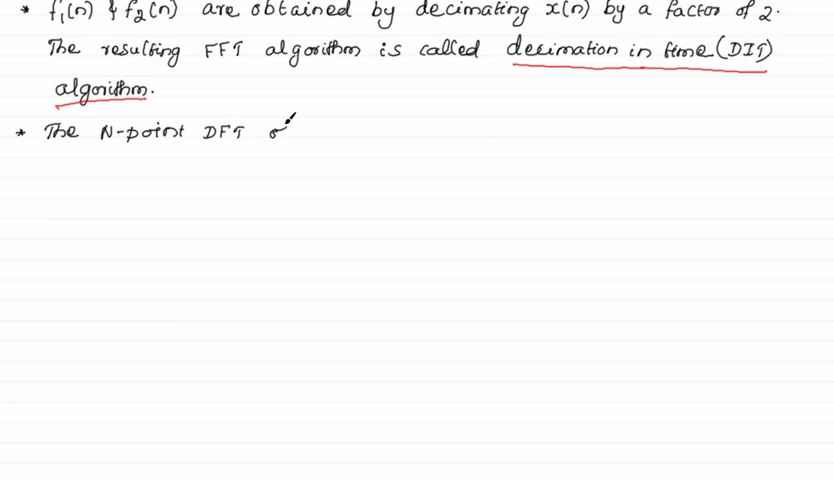 * f₁(n) & f₂(n) are obtained by decimating x(n) by a factor of 2.
The resulting FFT algorithm is called decimation in time (DIT)
algorithm.
* The N-point DFT o